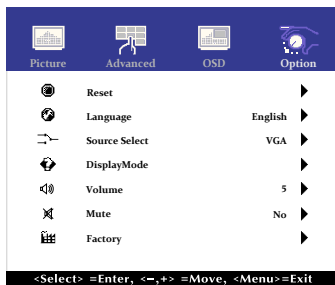 Picture Advanced OSD Option
Reset
Language English
Source Select VGA
DisplayMode
Volume 5
Mute No
Factory
<Select> =Enter, <−,+> =Move, <Menu>=Exit